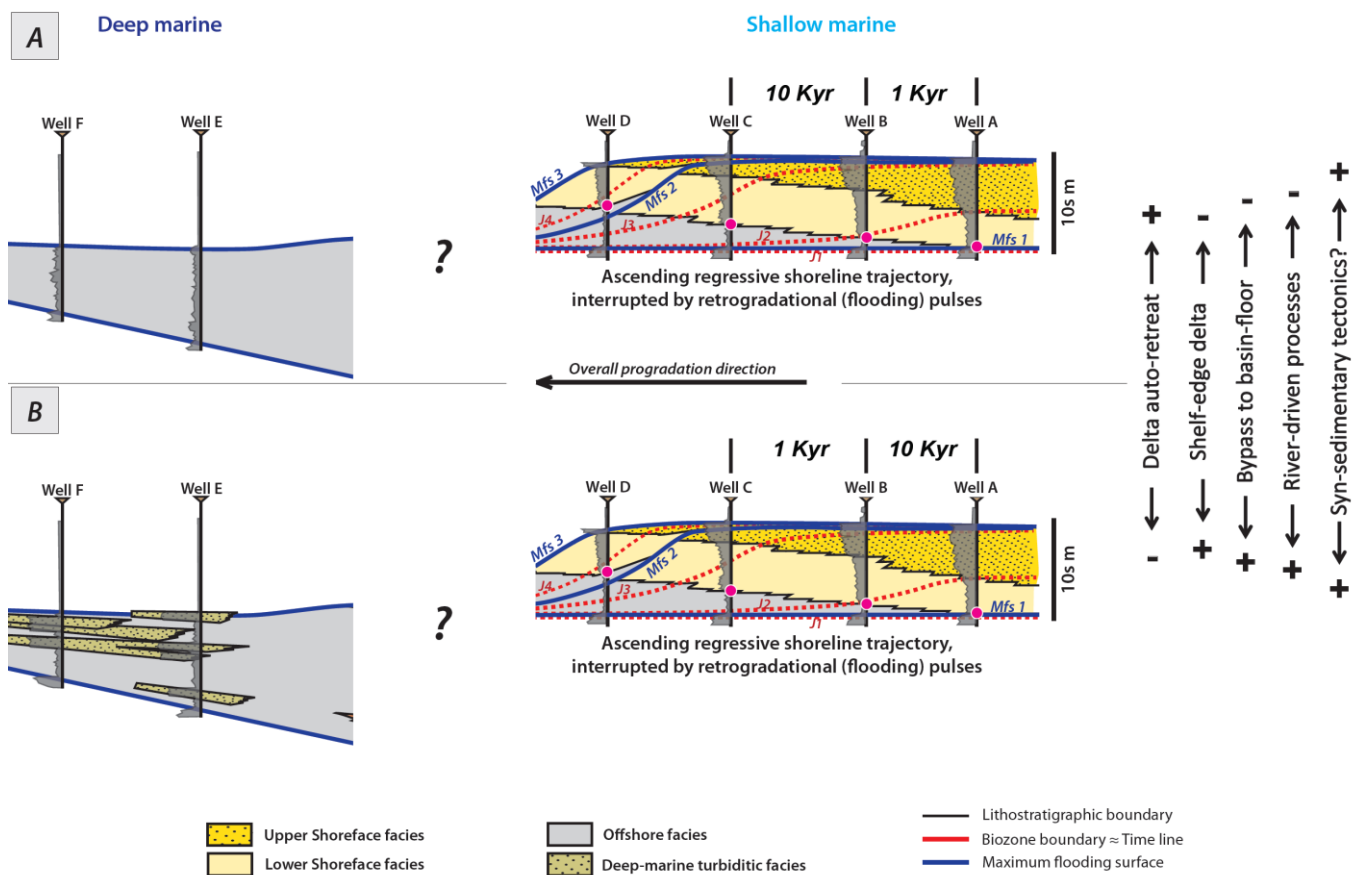 A
Deep marine
Shallow marine
10 Kyr
1 Kyr
Well F
Well E
Well D
Well C
Well B
Well A
Mfs 3
Mfs 2
J4
J3
J2
Mfs 1
J1
10s m
?
Ascending regressive shoreline trajectory,
interrupted by retrogradational (flooding) pulses
Overall progradation direction
B
1 Kyr
10 Kyr
Well F
Well E
Well D
Well C
Well B
Well A
Mfs 3
Mfs 2
J4
J3
J2
Mfs 1
J1
10s m
?
Ascending regressive shoreline trajectory,
interrupted by retrogradational (flooding) pulses
- Delta auto-retreat +
+ Shelf-edge delta -
+ Bypass to basin-floor -
+ River-driven processes -
+ Syn-sedimentary tectonics? +
Upper Shoreface facies
Lower Shoreface facies
Offshore facies
Deep-marine turbiditic facies
Lithostratigraphic boundary
Biozone boundary ≈ Time line
Maximum flooding surface